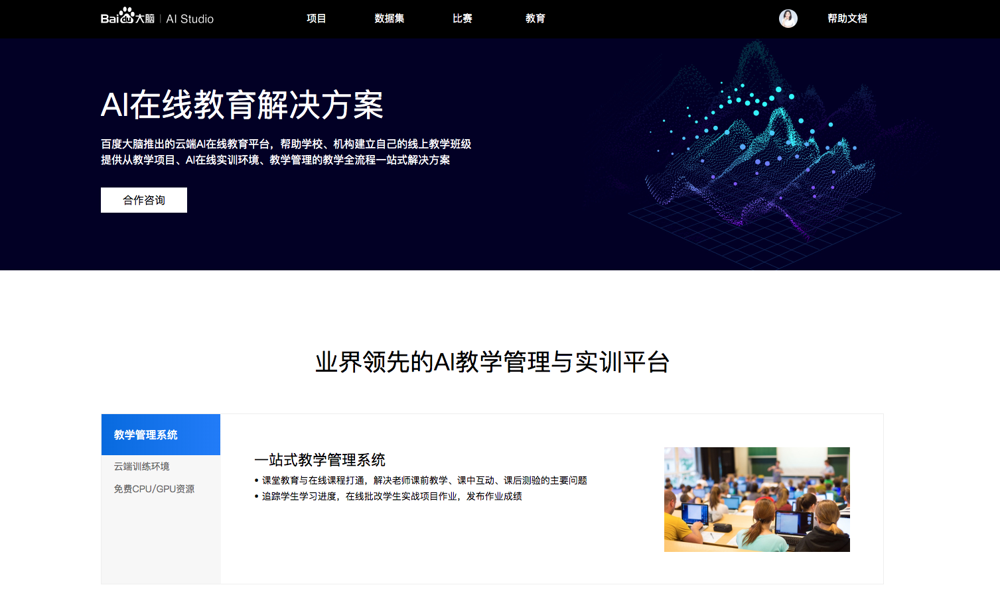 Bai du 大脑 | AI Studio
项目
数据集
比赛
教育
帮助文档
AI在线教育解决方案
百度大脑推出的云端AI在线教育平台，帮助学校、机构建立自己的线上教学班级
提供从教学项目、AI在线实训环境、教学管理的教学全流程一站式解决方案
合作咨询
业界领先的AI教学管理与实训平台
教学管理系统
云端训练环境
免费CPU/GPU资源
一站式教学管理系统
• 课堂教育与在线课程打通，解决老师课前教学、课中互动、课后测验的主要问题
• 追踪学生学习进度，在线批改学生实战项目作业，发布作业成绩